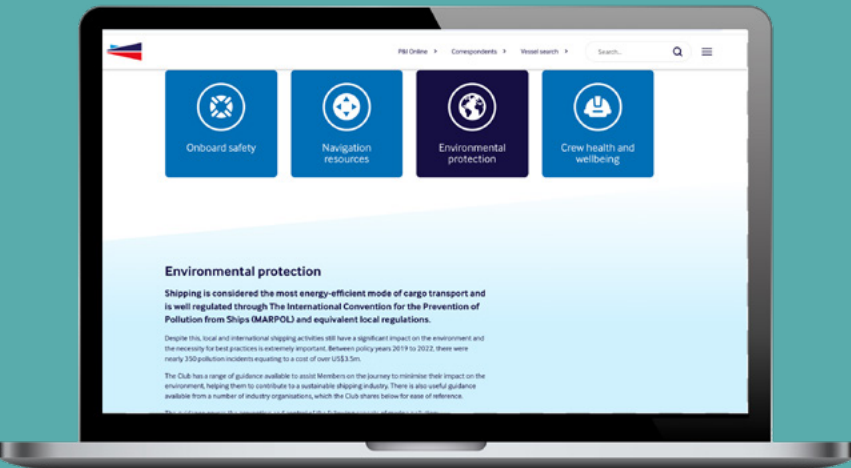 P&I Online > Correspondents > Vessel search > Search..
Onboard safety
Navigation
resources
Environmental
protection
Crew health and
wellbeing
Environmental protection
Shipping is considered the most energy-efficient mode of cargo transport and
is well regulated through The International Convention for the Prevention of
Pollution from Ships (MARPOL) and equivalent local regulations.
Despite this, local and international shipping activities still have a significant impact on the environment and
the necessity for best practices is extremely important. Between policy years 2019 to 2022, there were
nearly 350 pollution incidents equating to a cost of over US$3.5m.
The Club has a range of guidance available to assist Members on the journey to minimise their impact on the
environment, helping them to contribute to a sustainable shipping industry. There is also useful guidance
available from a number of industry organisations, which the Club shares below for ease of reference.